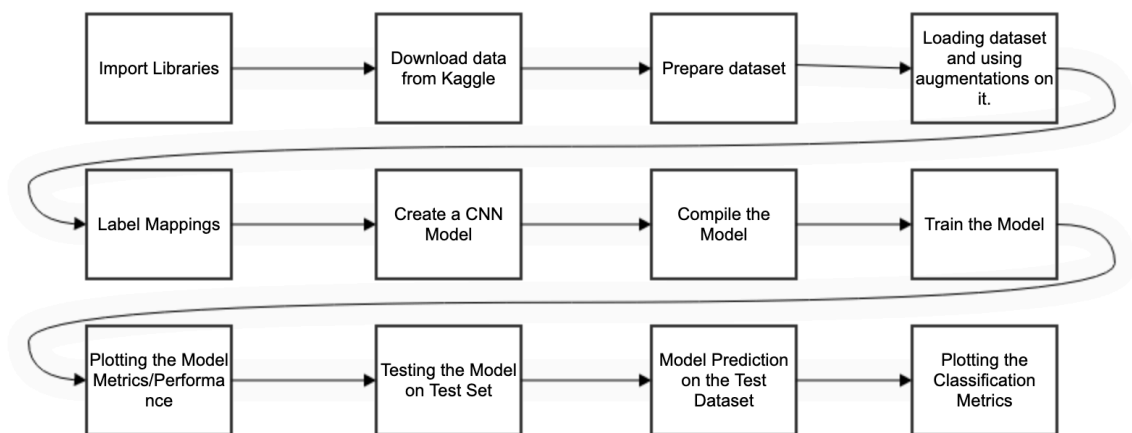 Import Libraries
Download data
from Kaggle
Prepare dataset
Loading dataset
and using
augmentations on
it.
Label Mappings
Create a CNN
Model
Compile the
Model
Train the Model
Plotting the Model
Metrics/Performa
nce
Testing the Model
on Test Set
Model Prediction
on the Test
Dataset
Plotting the
Classification
Metrics